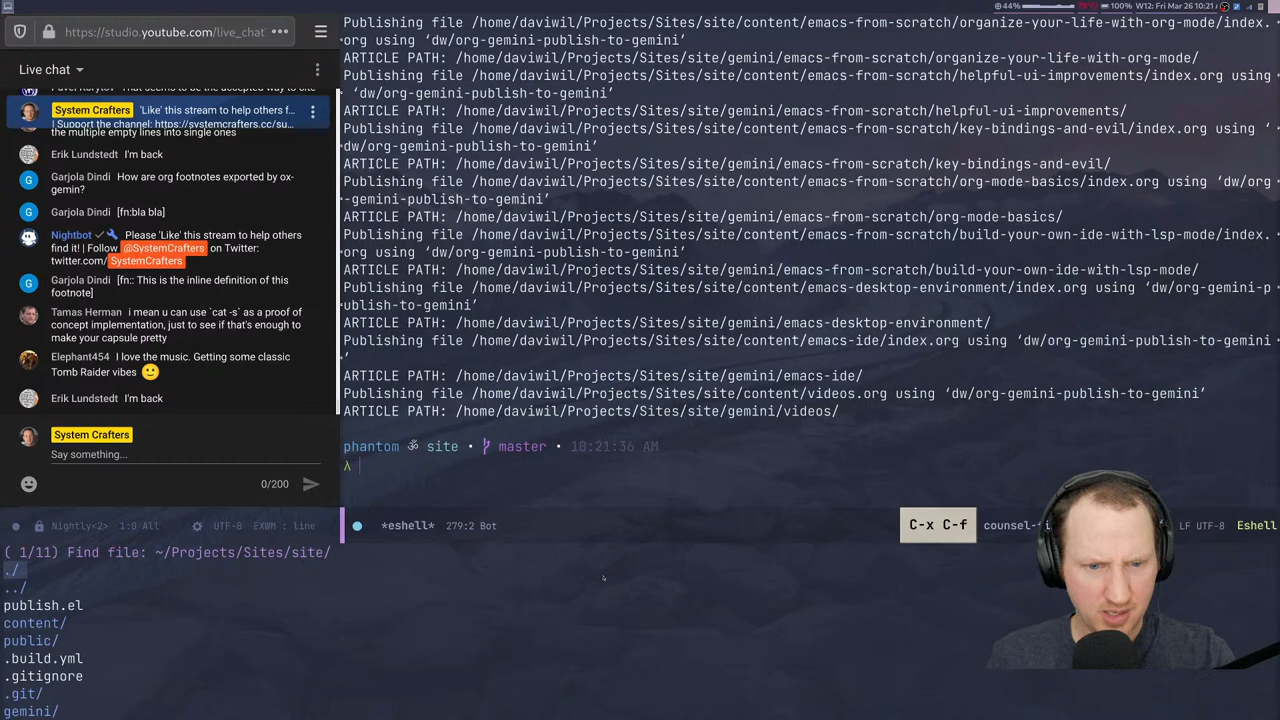 44%
100%
W12: Fri Mar 26 10:21 A
https://studio.youtube.com/live_chat
Live chat
System Crafters 'Like' this stream to help others f...
| Support the channel: https://systemcrafters.cc/su...
the multiple empty lines into single ones
Erik Lundstedt I'm back
Garjola Dindi How are org footnotes exported by ox-
gemin?
Garjola Dindi [fn:bla bla]
Nightbot Please 'Like' this stream to help others
find it! | Follow @SystemCrafters on Twitter:
twitter.com/ SystemCrafters
Garjola Dindi [fn:: This is the inline definition of this
footnote]
Tamas Herman i mean u can use `cat -s` as a proof of
concept implementation, just to see if that's enough to
make your capsule pretty
Elephant454 I love the music. Getting some classic
Tomb Raider vibes
Erik Lundstedt I'm back
System Crafters
Say something...
0/200
Publishing file /home/daviwil/Projects/Sites/site/content/emacs-from-scratch/organize-your-life-with-org-mode/index.
org using ‘dw/org-gemini-publish-to-gemini’
ARTICLE PATH: /home/daviwil/Projects/Sites/site/gemini/emacs-from-scratch/organize-your-life-with-org-mode/
Publishing file /home/daviwil/Projects/Sites/site/content/emacs-from-scratch/helpful-ui-improvements/index.org using
‘dw/org-gemini-publish-to-gemini’
ARTICLE PATH: /home/daviwil/Projects/Sites/site/gemini/emacs-from-scratch/helpful-ui-improvements/
Publishing file /home/daviwil/Projects/Sites/site/content/emacs-from-scratch/key-bindings-and-evil/index.org using ‘
dw/org-gemini-publish-to-gemini’
ARTICLE PATH: /home/daviwil/Projects/Sites/site/gemini/emacs-from-scratch/key-bindings-and-evil/
Publishing file /home/daviwil/Projects/Sites/site/content/emacs-from-scratch/org-mode-basics/index.org using ‘dw/org
-gemini-publish-to-gemini’
ARTICLE PATH: /home/daviwil/Projects/Sites/site/gemini/emacs-from-scratch/org-mode-basics/
Publishing file /home/daviwil/Projects/Sites/site/content/emacs-from-scratch/build-your-own-ide-with-lsp-mode/index.
org using ‘dw/org-gemini-publish-to-gemini’
ARTICLE PATH: /home/daviwil/Projects/Sites/site/gemini/emacs-from-scratch/build-your-own-ide-with-lsp-mode/
Publishing file /home/daviwil/Projects/Sites/site/content/emacs-desktop-environment/index.org using ‘dw/org-gemini-p
ublish-to-gemini’
ARTICLE PATH: /home/daviwil/Projects/Sites/site/gemini/emacs-desktop-environment/
Publishing file /home/daviwil/Projects/Sites/site/content/emacs-ide/index.org using ‘dw/org-gemini-publish-to-gemini
’
ARTICLE PATH: /home/daviwil/Projects/Sites/site/gemini/emacs-ide/
Publishing file /home/daviwil/Projects/Sites/site/content/videos.org using ‘dw/org-gemini-publish-to-gemini’
ARTICLE PATH: /home/daviwil/Projects/Sites/site/gemini/videos/
phantom ॐ site • master • 10:21:36 AM
λ
Nightly<2> 1:0 All UTF-8 EXWM : line
*eshell* 279:2 Bot
C-x C-f
LF UTF-8 Eshell
( 1/11) Find file: ~/Projects/Sites/site/
./
../
publish.el
content/
public/
.build.yml
.gitignore
.git/
gemini/